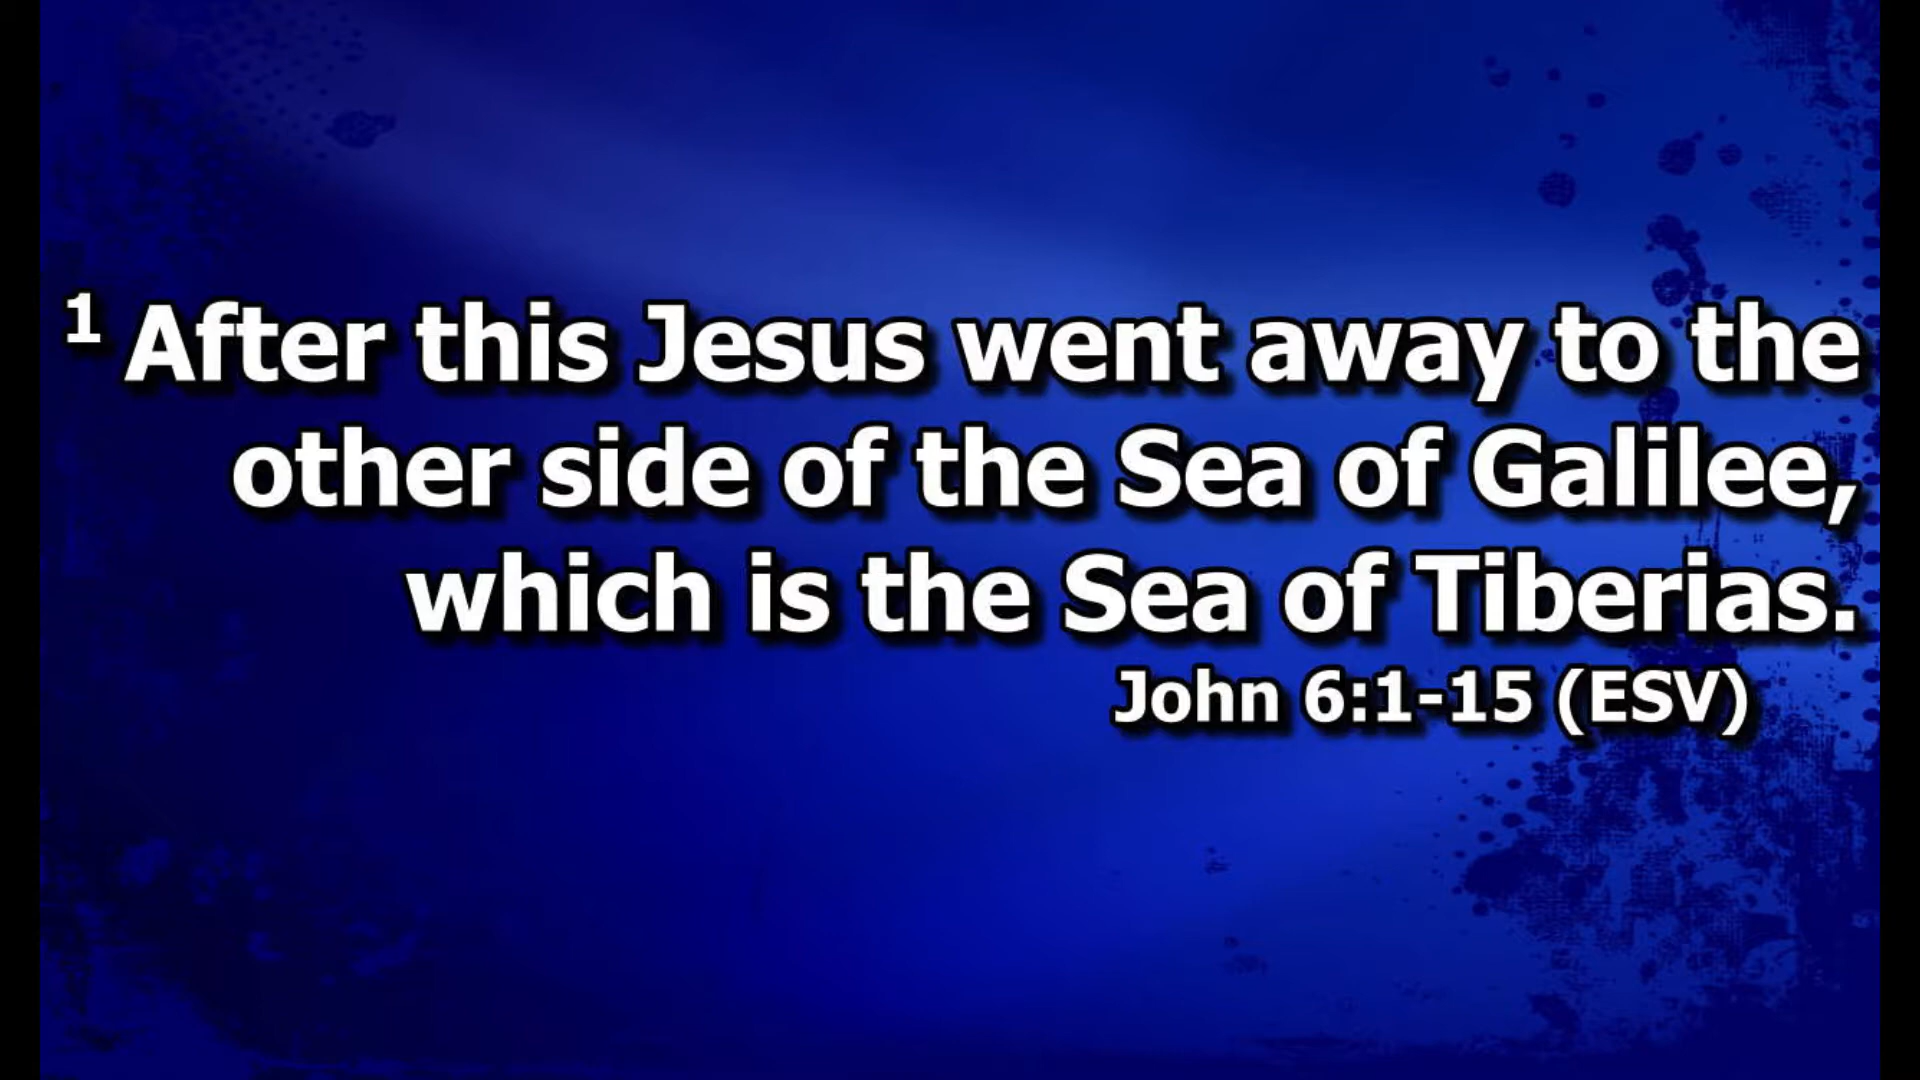 1 After this Jesus went away to the
other side of the Sea of Galilee,
which is the Sea of Tiberias.
John 6:1-15 (ESV)